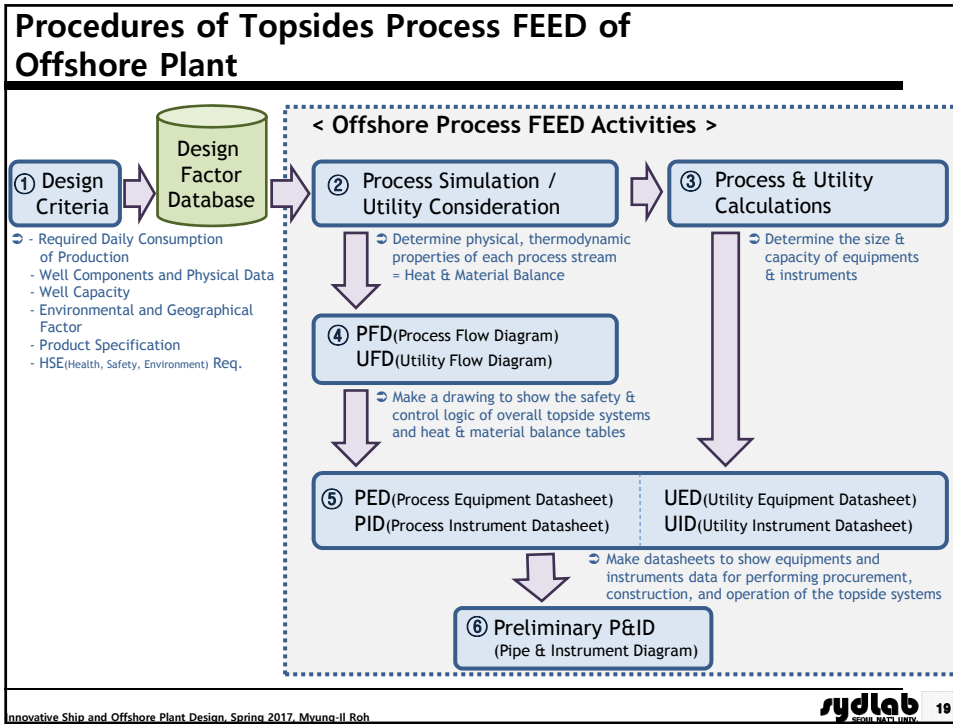 Procedures of Topsides Process FEED of
Offshore Plant
< Offshore Process FEED Activities >
① Design
Criteria
Design
Factor
Database
② Process Simulation /
Utility Consideration
③ Process & Utility
Calculations
➲ - Required Daily Consumption
of Production
- Well Components and Physical Data
- Well Capacity
- Environmental and Geographical
Factor
- Product Specification
- HSE(Health, Safety, Environment) Req.
➲ Determine physical, thermodynamic
properties of each process stream
= Heat & Material Balance
➲ Determine the size &
capacity of equipments
& instruments
④ PFD(Process Flow Diagram)
UFD(Utility Flow Diagram)
➲ Make a drawing to show the safety &
control logic of overall topside systems
and heat & material balance tables
⑤ PED(Process Equipment Datasheet)
PID(Process Instrument Datasheet)
UED(Utility Equipment Datasheet)
UID(Utility Instrument Datasheet)
➲ Make datasheets to show equipments and
instruments data for performing procurement,
construction, and operation of the topside systems
⑥ Preliminary P&ID
(Pipe & Instrument Diagram)
nnovative Ship and Offshore Plant Design, Spring 2017, Myung-Il Roh
sydlab
SEOUL NAT'L UNIV.
19